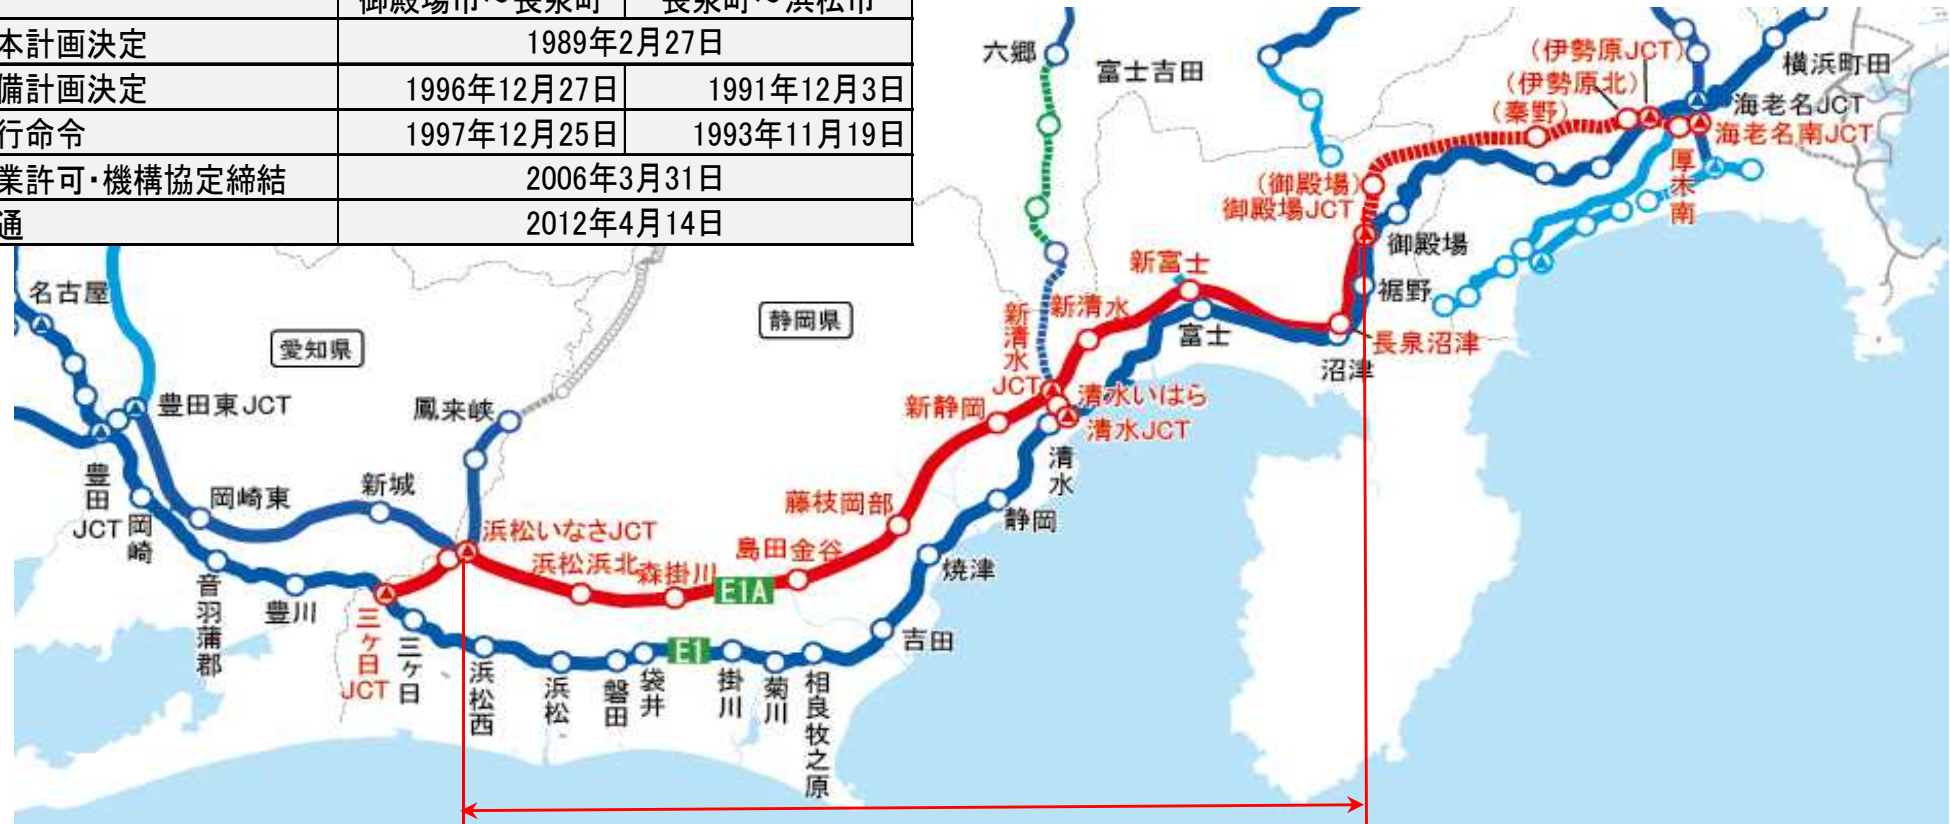 御殿場市~長泉町 長泉町~浜松市
本計画決定 1989年2月27日
備計画決定 1996年12月27日 1991年12月3日
行命令 1997年12月25日 1993年11月19日
業許可・機構協定締結 2006年3月31日
通 2012年4月14日
六郷
富士吉田
(伊勢原JCT)
(伊勢原北)
(秦野)
横浜町田
海老名JCT
海老名南JCT
厚木南
(御殿場)
御殿場JCT
御殿場
裾野
新富士
新清水
新清水JCT
富士
長泉沼津
沼津
名古屋
愛知県
静岡県
豊田東JCT
鳳来峡
新静岡
清水いはら
清水JCT
清水
豊田JCT
岡崎
岡崎東
新城
浜松いなさJCT
浜松浜北
森掛川
E1A
島田金谷
藤枝岡部
静岡
焼津
音羽蒲郡
豊川
三ケ日JCT
三ケ日
浜松西
浜松
磐田
袋井
E1
掛川
菊川
相良牧之原
吉田